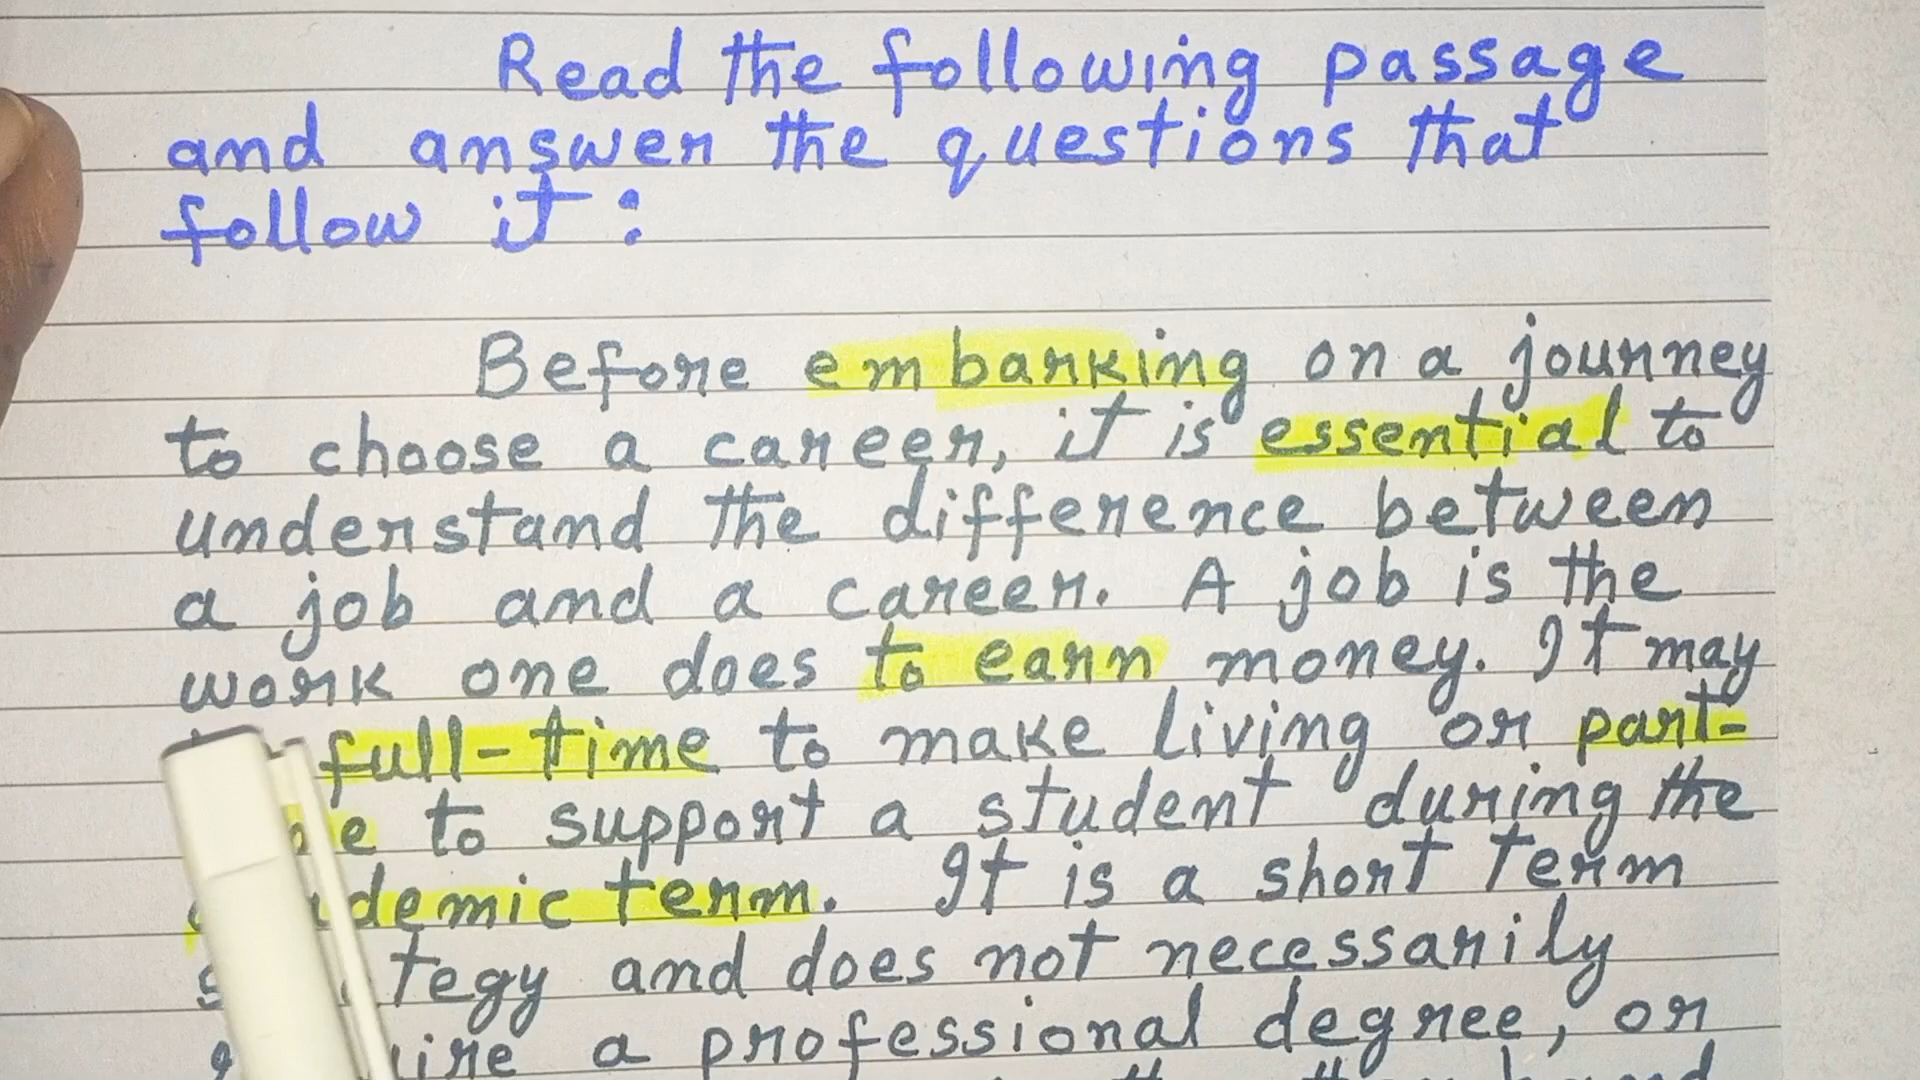 Read the following passage
and answer the questions that
follow it :
Before embarking on a journey
to choose a career, it is essential to
understand the difference between
a job and a career. A job is the
work one does to earn money. It may
full-time to make living or part-
to support a student during the
term. It is a short term
and does not necessarily
a professional degree, or